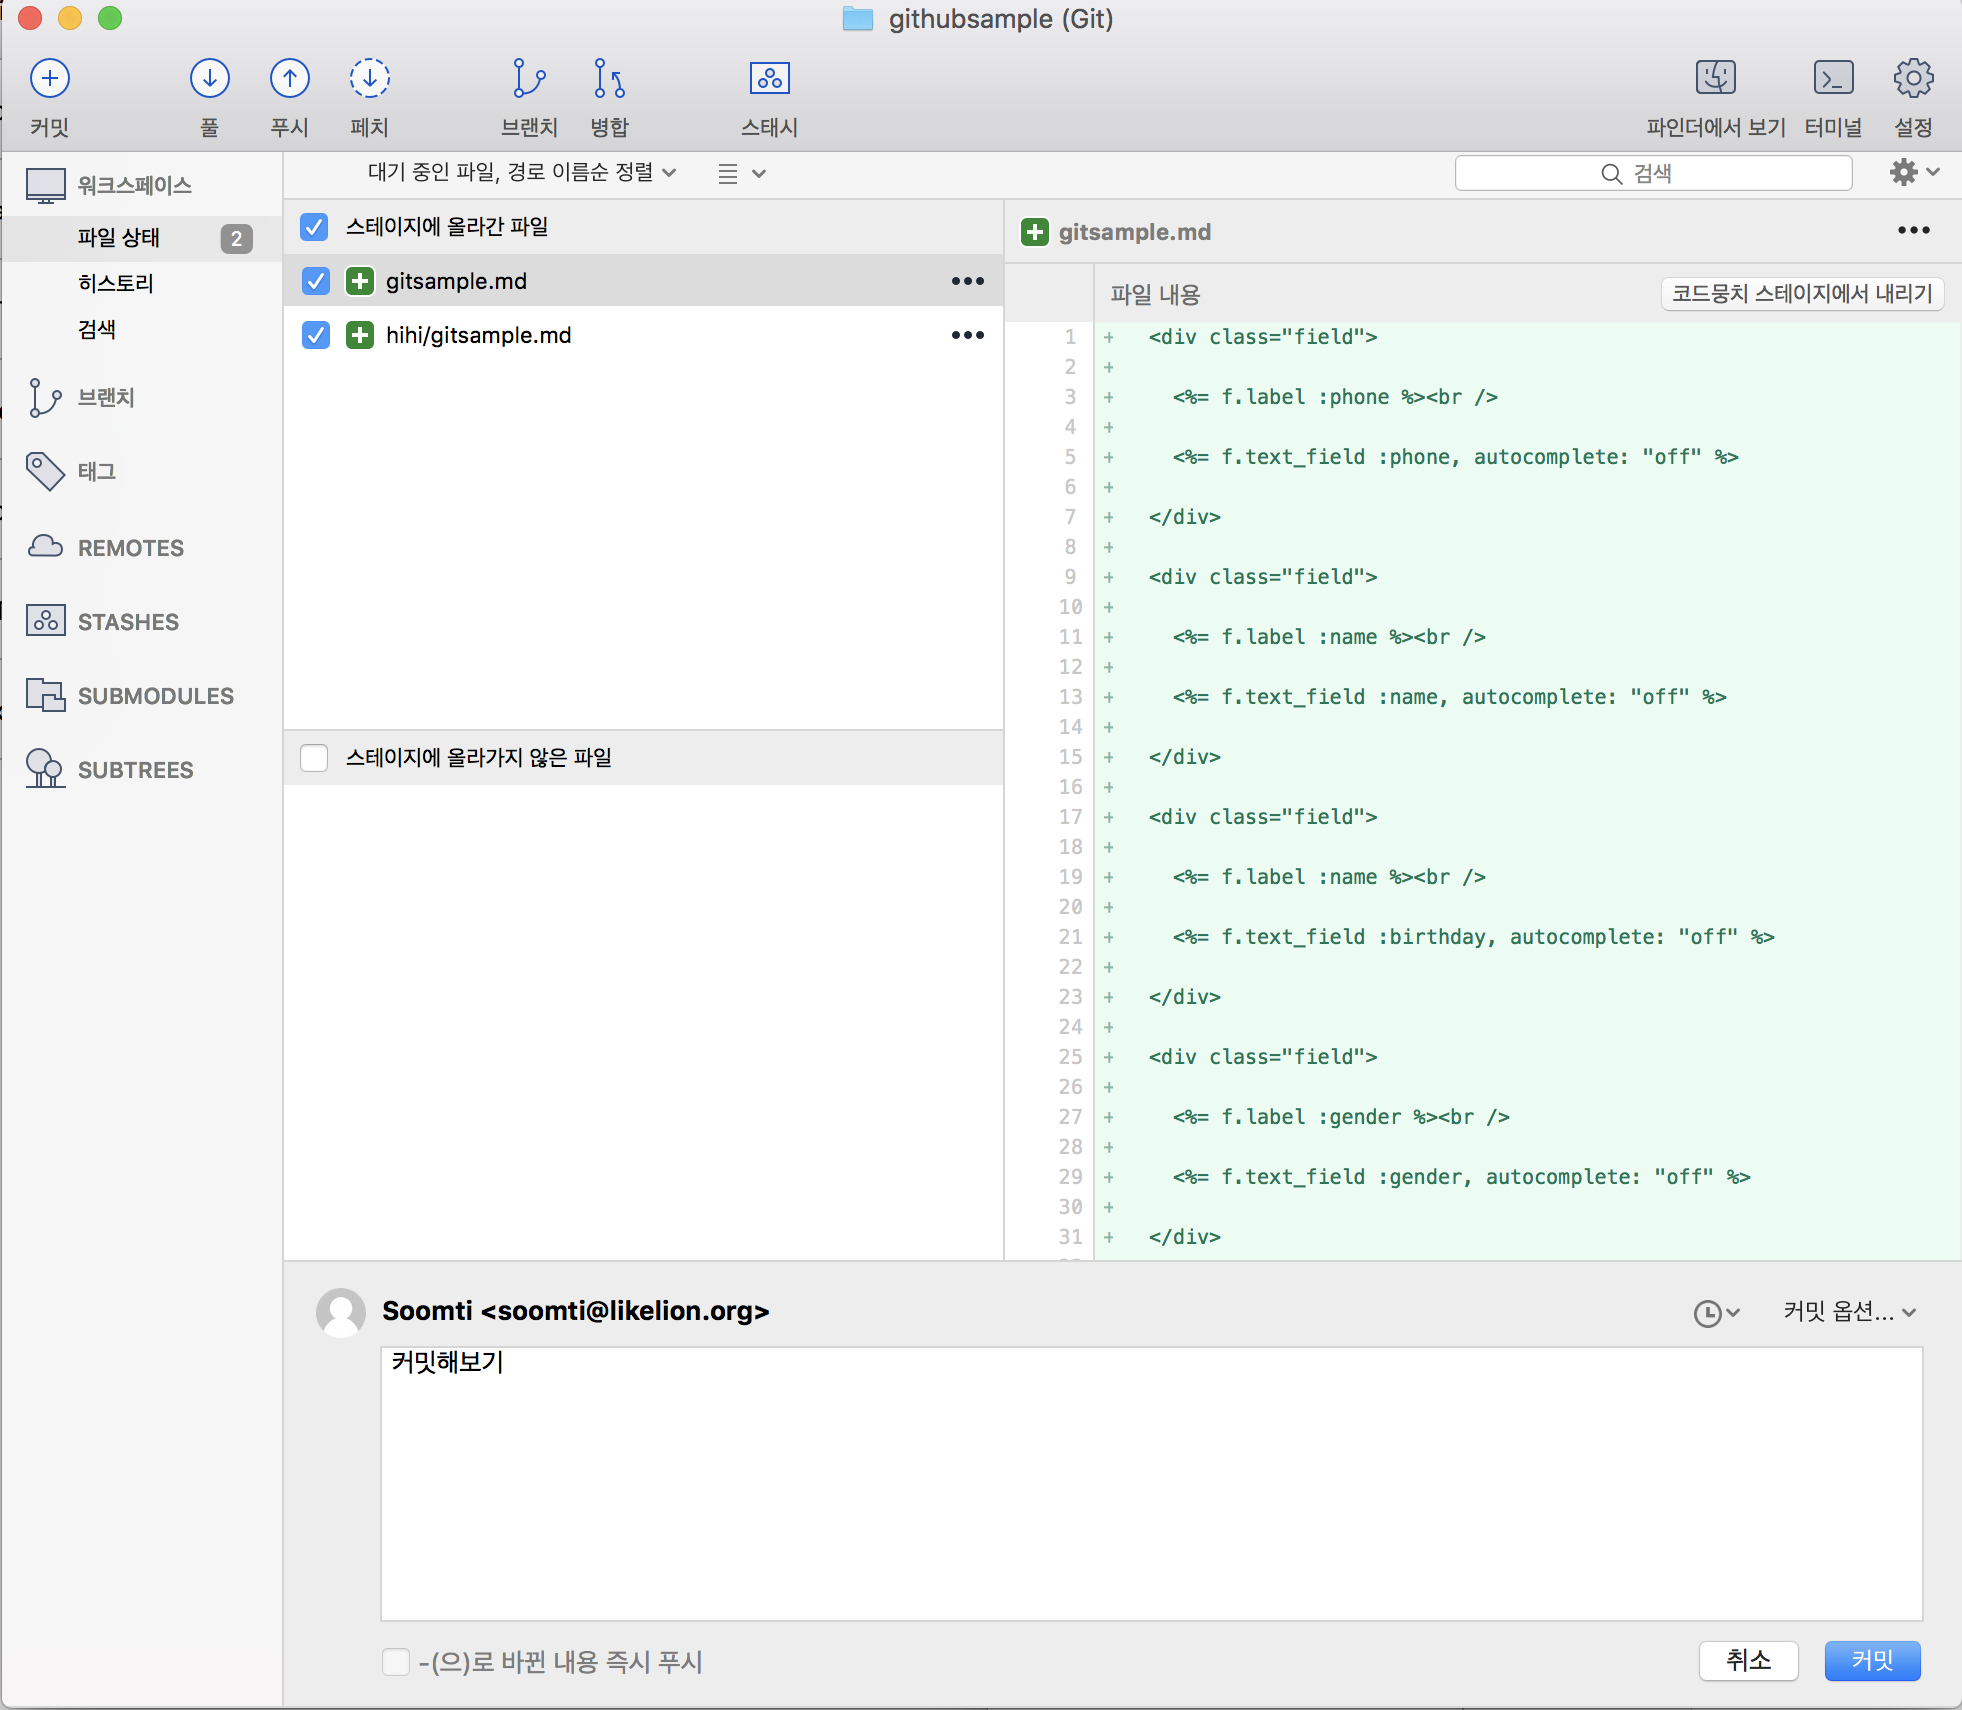 githubsample (Git)
커밋 풀 푸시 페치 브랜치 병합 스태시 파인더에서 보기 터미널 설정
워크스페이스
파일 상태 2
히스토리
검색
브랜치
태그
REMOTES
STASHES
SUBMODULES
SUBTREES
대기 중인 파일, 경로 이름순 정렬
검색
스테이지에 올라간 파일
gitsample.md
hihi/gitsample.md
스테이지에 올라가지 않은 파일
gitsample.md
파일 내용 코드뭉치 스테이지에서 내리기
1 + <div class="field">
2 +
3 + <%= f.label :phone %><br />
4 +
5 + <%= f.text_field :phone, autocomplete: "off" %>
6 +
7 + </div>
8 +
9 + <div class="field">
10 +
11 + <%= f.label :name %><br />
12 +
13 + <%= f.text_field :name, autocomplete: "off" %>
14 +
15 + </div>
16 +
17 + <div class="field">
18 +
19 + <%= f.label :name %><br />
20 +
21 + <%= f.text_field :birthday, autocomplete: "off" %>
22 +
23 + </div>
24 +
25 + <div class="field">
26 +
27 + <%= f.label :gender %><br />
28 +
29 + <%= f.text_field :gender, autocomplete: "off" %>
30 +
31 + </div>
Soomti <soomti@likelion.org>
커밋 옵션...
커밋해보기
-(으)로 바뀐 내용 즉시 푸시
취소 커밋